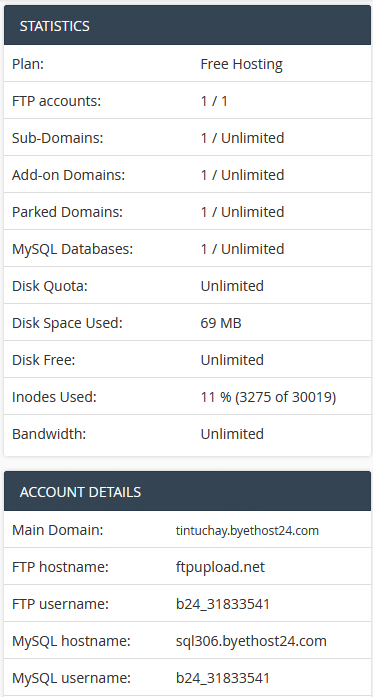 STATISTICS
Plan: Free Hosting
FTP accounts: 1 / 1
Sub-Domains: 1 / Unlimited
Add-on Domains: 1 / Unlimited
Parked Domains: 1 / Unlimited
MySQL Databases: 1 / Unlimited
Disk Quota: Unlimited
Disk Space Used: 69 MB
Disk Free: Unlimited
Inodes Used: 11 % (3275 of 30019)
Bandwidth: Unlimited
ACCOUNT DETAILS
Main Domain: tintuchay.byethost24.com
FTP hostname: ftpupload.net
FTP username: b24_31833541
MySQL hostname: sql306.byethost24.com
MySQL username: b24_31833541